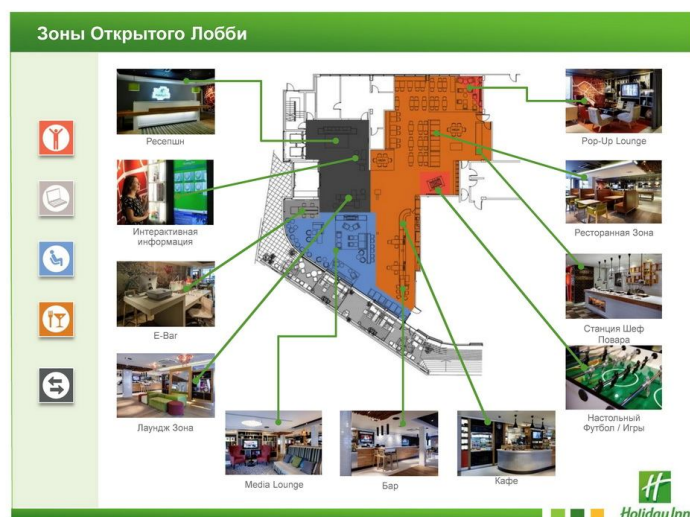 Зоны Открытого Лобби
Ресепшн
Pop-Up Lounge
Интерактивная
информация
Ресторанная Зона
E-Bar
Станция Шеф
Повара
Лаундж Зона
Настольный
Футбол / Игры
Media Lounge
Бар
Кафе
Holiday Inn